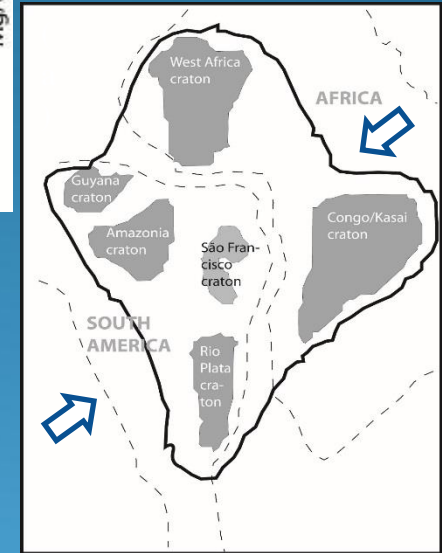 West Africa
craton
AFRICA
Guyana
craton
Congo/Kasai
craton
Amazonia
craton
São Fran-
cisco
craton
SOUTH
AMERICA
Rio
Plata
cra-
ton